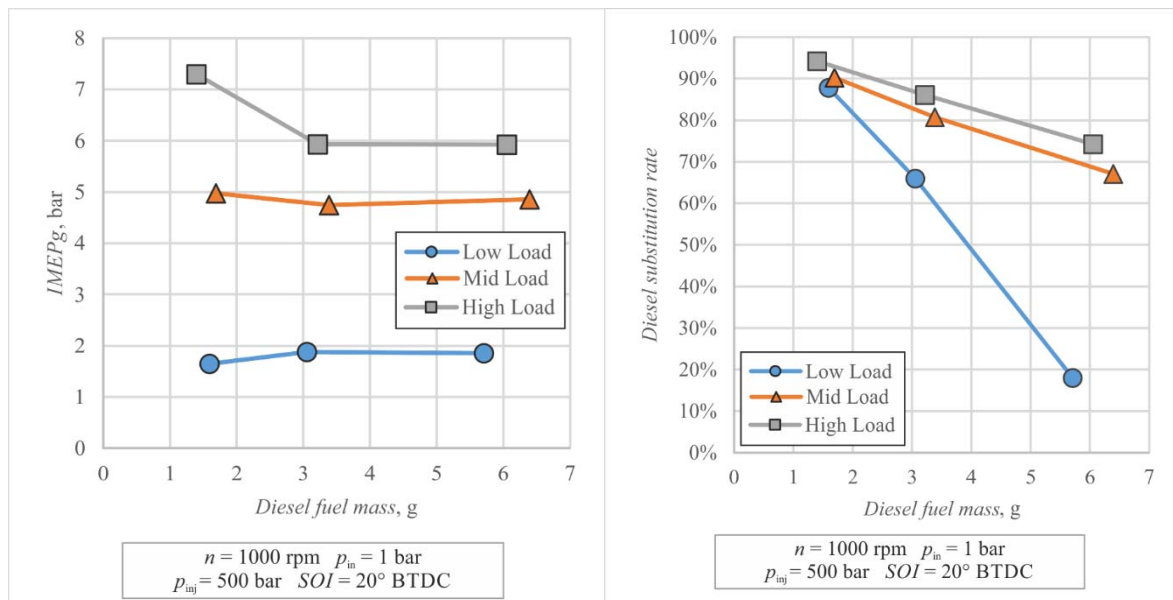 8
7
6
5
4
3
2
1
0
IMEPg, bar
Low Load
Mid Load
High Load
0 1 2 3 4 5 6 7
Diesel fuel mass, g
n = 1000 rpm p_in = 1 bar
p_inj = 500 bar SOI = 20° BTDC
100%
90%
80%
70%
60%
50%
40%
30%
20%
10%
0%
Diesel substitution rate
Low Load
Mid Load
High Load
0 1 2 3 4 5 6 7
Diesel fuel mass, g
n = 1000 rpm p_in = 1 bar
p_inj = 500 bar SOI = 20° BTDC